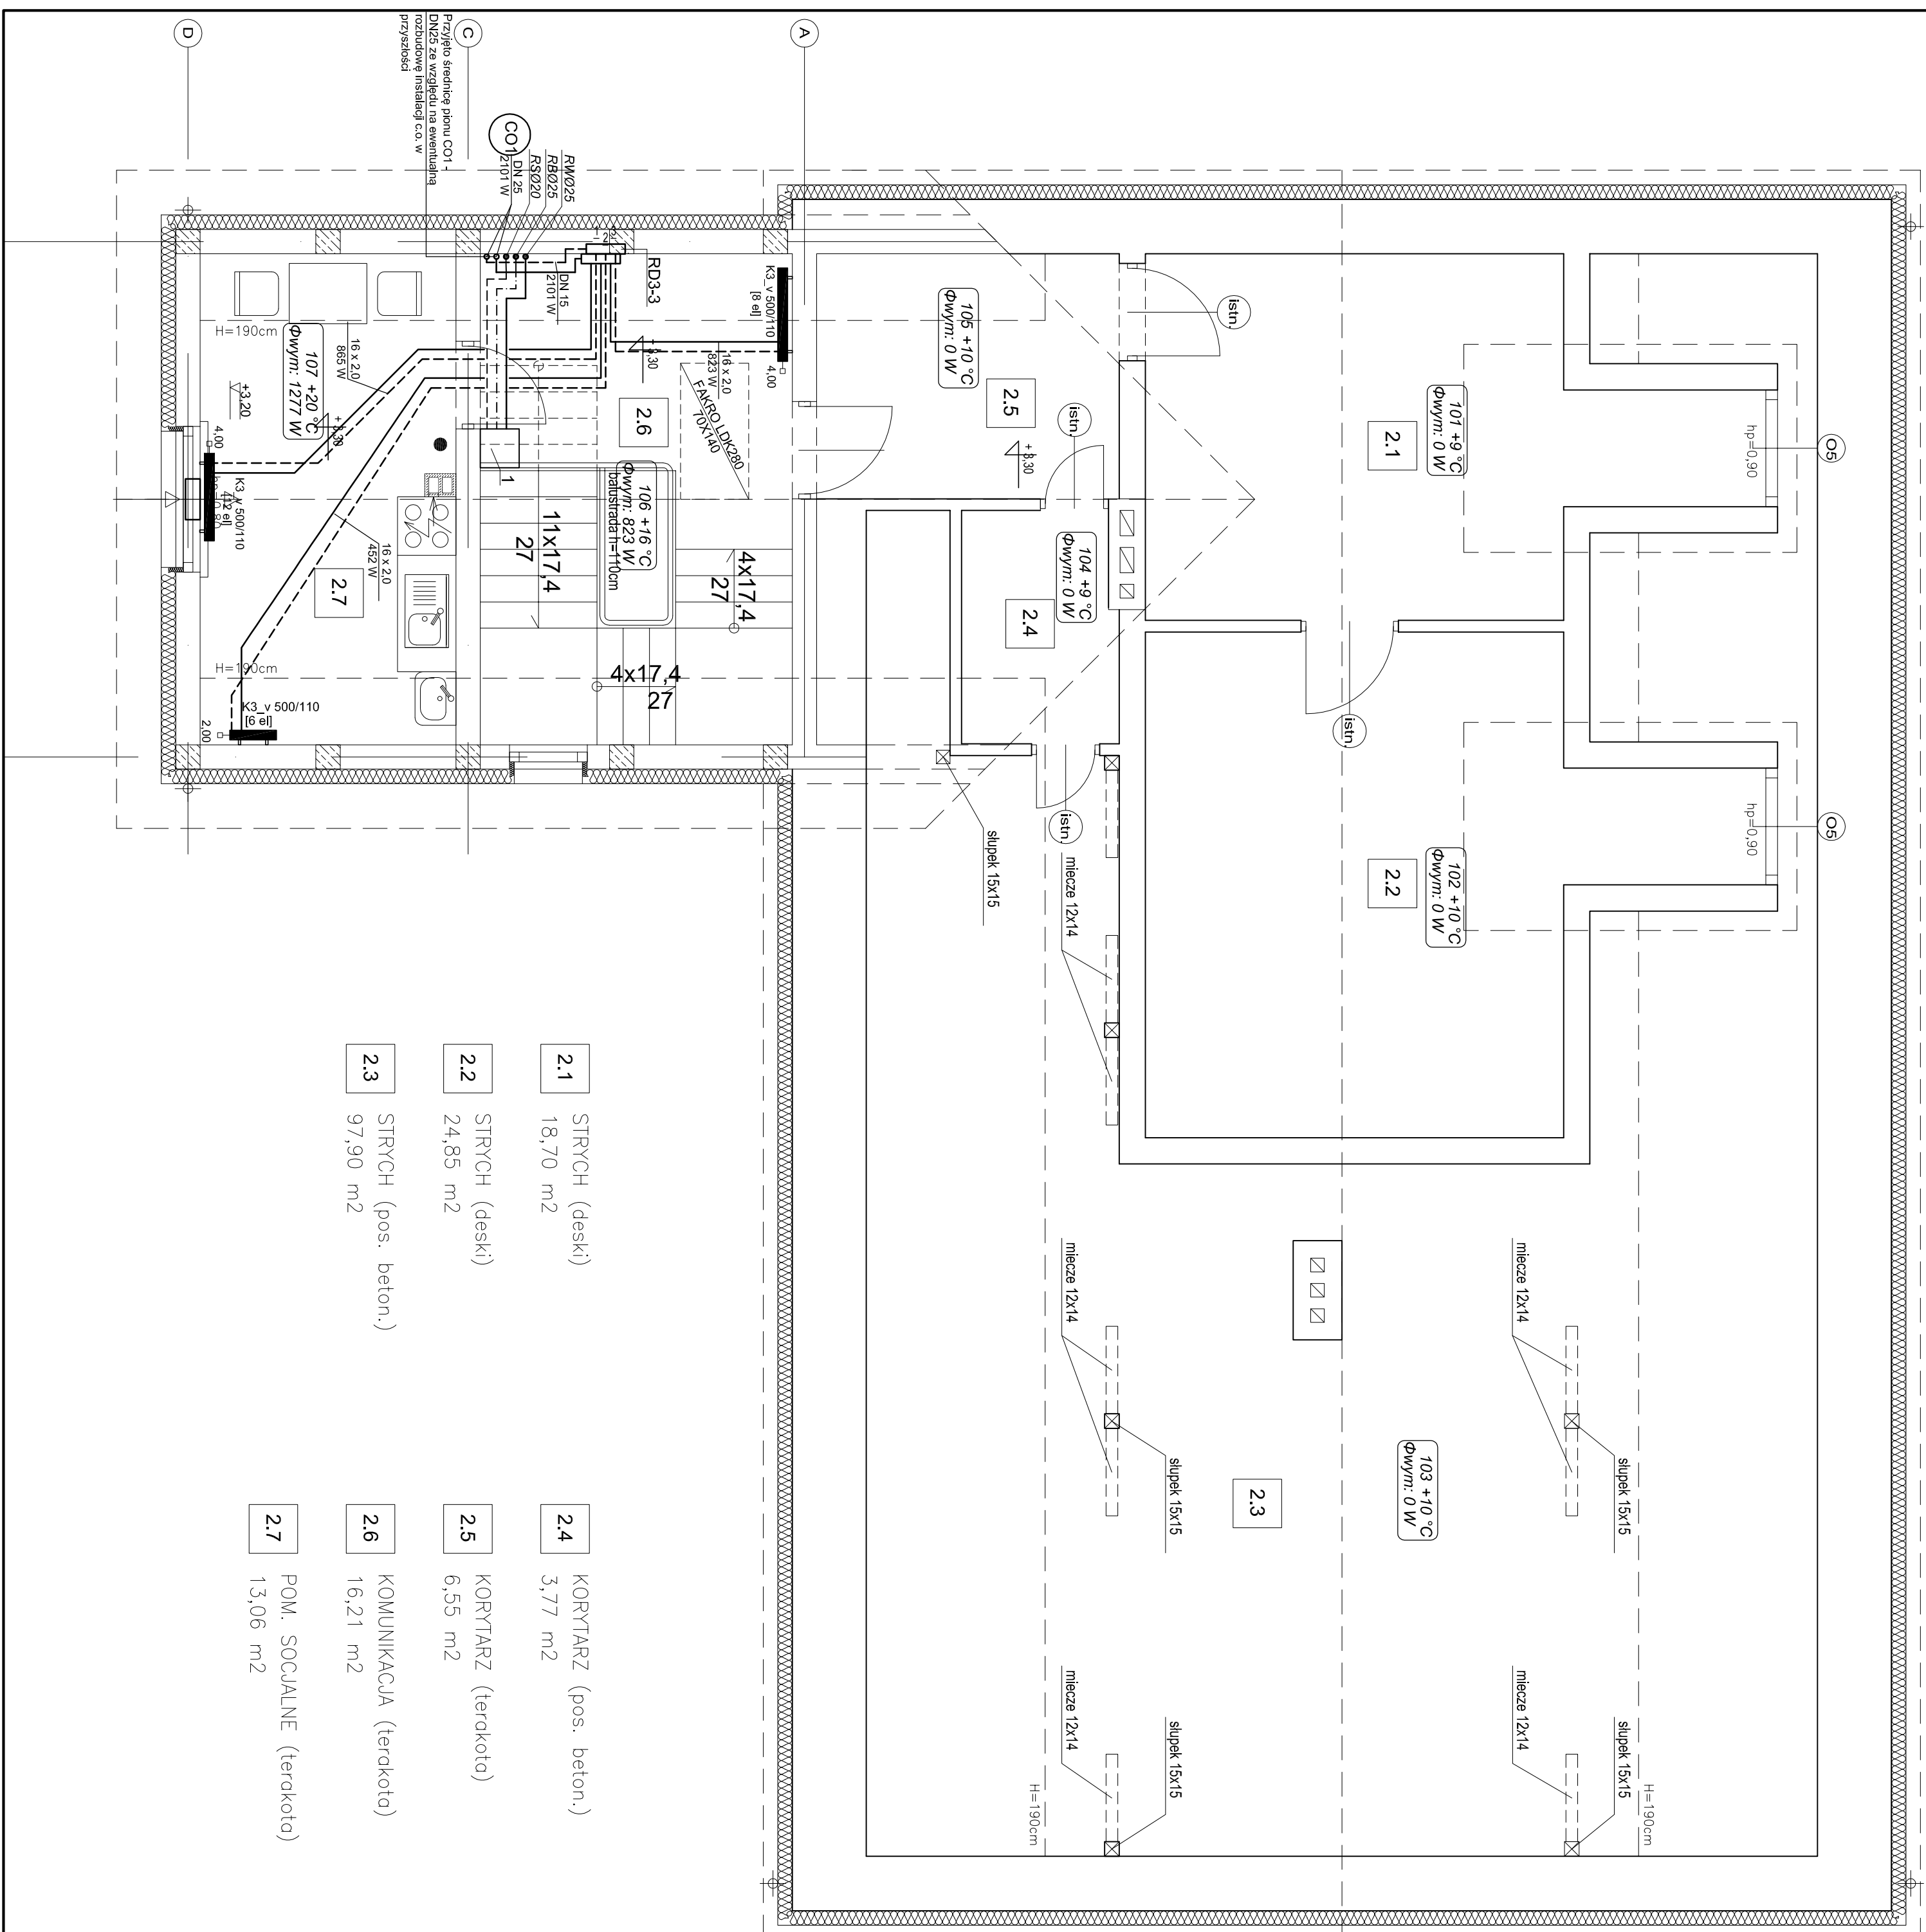 D
C
A
Przyjęto średnicę pionu CO1 -
DN25 ze względu na ewentualną
rozbudowę instalacji c.o. w
przyszłości
CO1
DN 25
2101 W
RWØ25
RBØ25
RSØ20
RD3-3
DN 15
2101 W
K3_v 500/110
[8 el]
4,00
16 x 2,0
823 W
+3,30
FAKRO LDK280
70X140
2.6
106 +16 °C
Φwym: 823 W
balustrada h=110cm
1
11x17,4
27
4x17,4
27
4x17,4
27
H=190cm
107 +20 °C
Φwym: 1277 W
16 x 2,0
865 W
+3,20
+3,30
4,00
K3_v 500/110
16 x 2,0
452 W
2.7
H=190cm
K3_v 500/110
[6 el]
2,00
105 +10 °C
Φwym: 0 W
2.5
+3,30
istn.
istn.
104 +9 °C
Φwym: 0 W
2.4
istn.
istn.
101 +9 °C
Φwym: 0 W
2.1
hp=0,90
O5
102 +10 °C
Φwym: 0 W
2.2
hp=0,90
O5
słupek 15x15
miecze 12x14
miecze 12x14
słupek 15x15
miecze 12x14
słupek 15x15
103 +10 °C
Φwym: 0 W
2.3
miecze 12x14
słupek 15x15
H=190cm
miecze 12x14
słupek 15x15
H=190cm
2.1
STRYCH (deski)
18,70 m2
2.2
STRYCH (deski)
24,85 m2
2.3
STRYCH (pos. beton.)
97,90 m2
2.4
KORYTARZ (pos. beton.)
3,77 m2
2.5
KORYTARZ (terakota)
6,55 m2
2.6
KOMUNIKACJA (terakota)
16,21 m2
2.7
POM. SOCJALNE (terakota)
13,06 m2